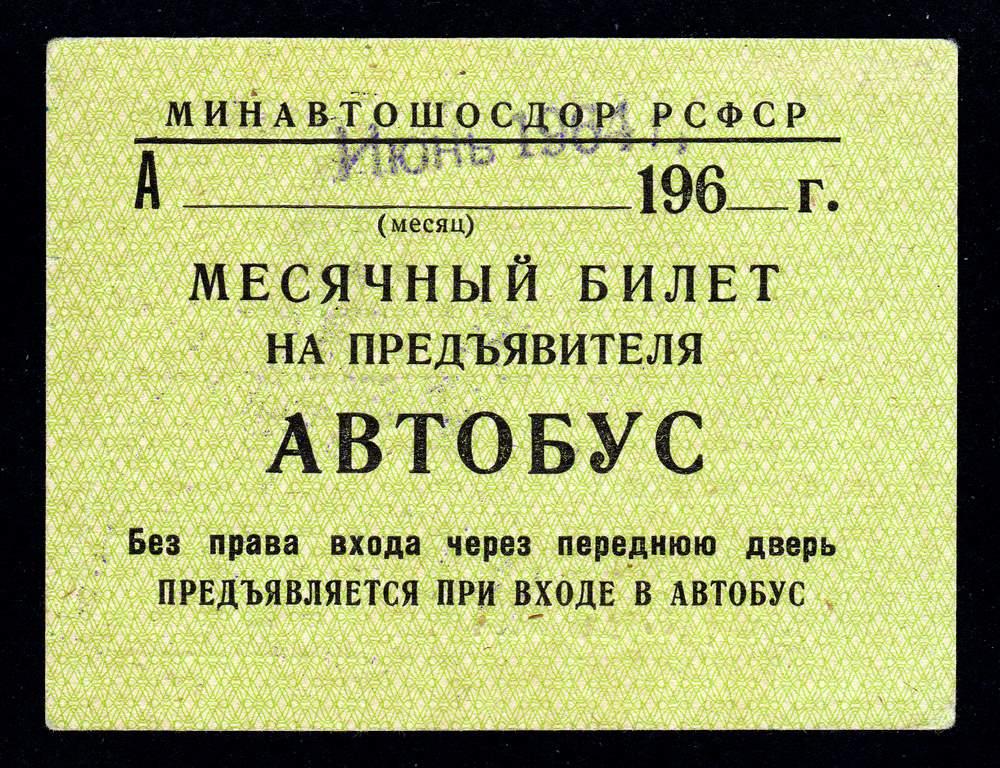 МИНАВТОШОСДОР РСФСР
Июнь 1964 г.
А 196 г.
(месяц)
МЕСЯЧНЫЙ БИЛЕТ
НА ПРЕДЪЯВИТЕЛЯ
АВТОБУС
Без права входа через переднюю дверь
ПРЕДЪЯВЛЯЕТСЯ ПРИ ВХОДЕ В АВТОБУС